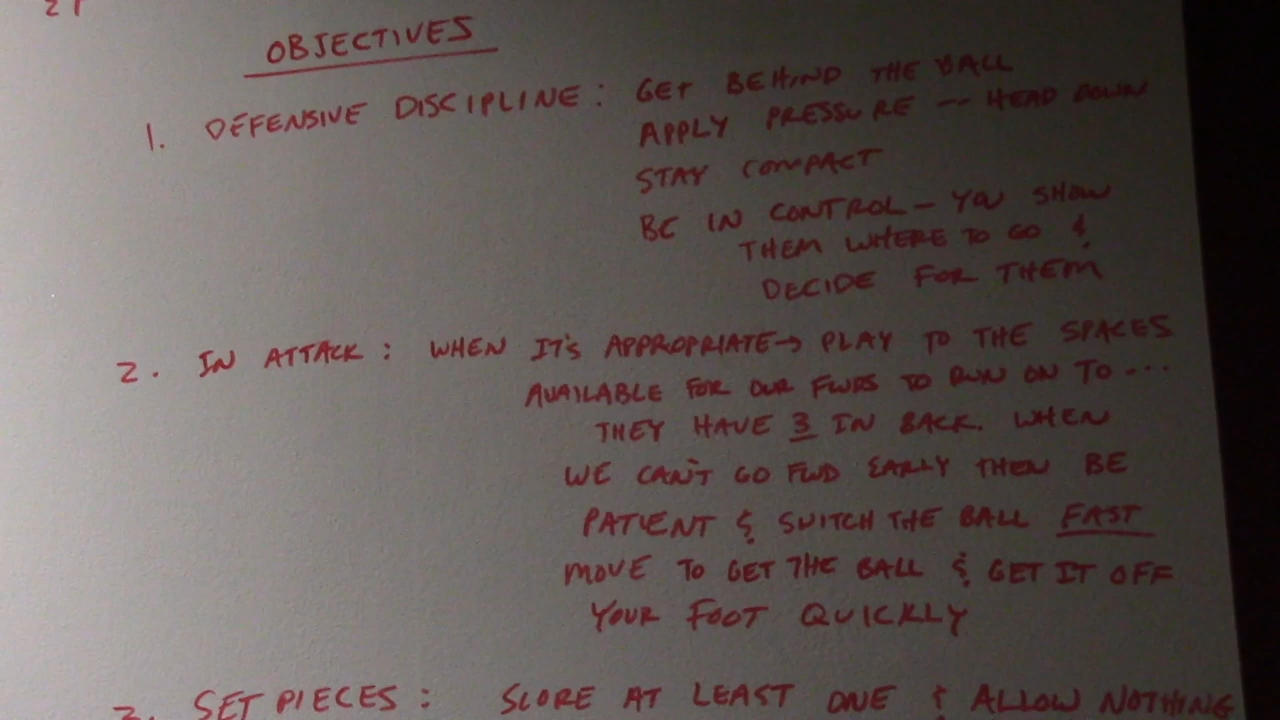 OBJECTIVES
1. DEFENSIVE DISCIPLINE: GET BEHIND THE BALL
APPLY PRESSURE -- HEAD DOWN
STAY COMPACT
BE IN CONTROL - YOU SHOW
THEM WHERE TO GO &
DECIDE FOR THEM
2. IN ATTACK: WHEN IT'S APPROPRIATE → PLAY TO THE SPACES
AVAILABLE FOR OUR FWDS TO RUN ON TO ...
THEY HAVE 3 IN BACK. WHEN
WE CAN'T GO FWD EARLY THEN BE
PATIENT & SWITCH THE BALL FAST
MOVE TO GET THE BALL & GET IT OFF
YOUR FOOT QUICKLY
3. SET PIECES: SCORE AT LEAST ONE & ALLOW NOTHING